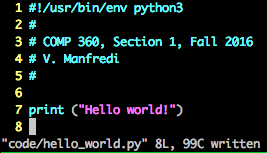 1 #!/usr/bin/env python3
2 #
3 # COMP 360, Section 1, Fall 2016
4 # V. Manfredi
5 #
6
7 print ("Hello world!")
8
"code/hello_world.py" 8L, 99C written